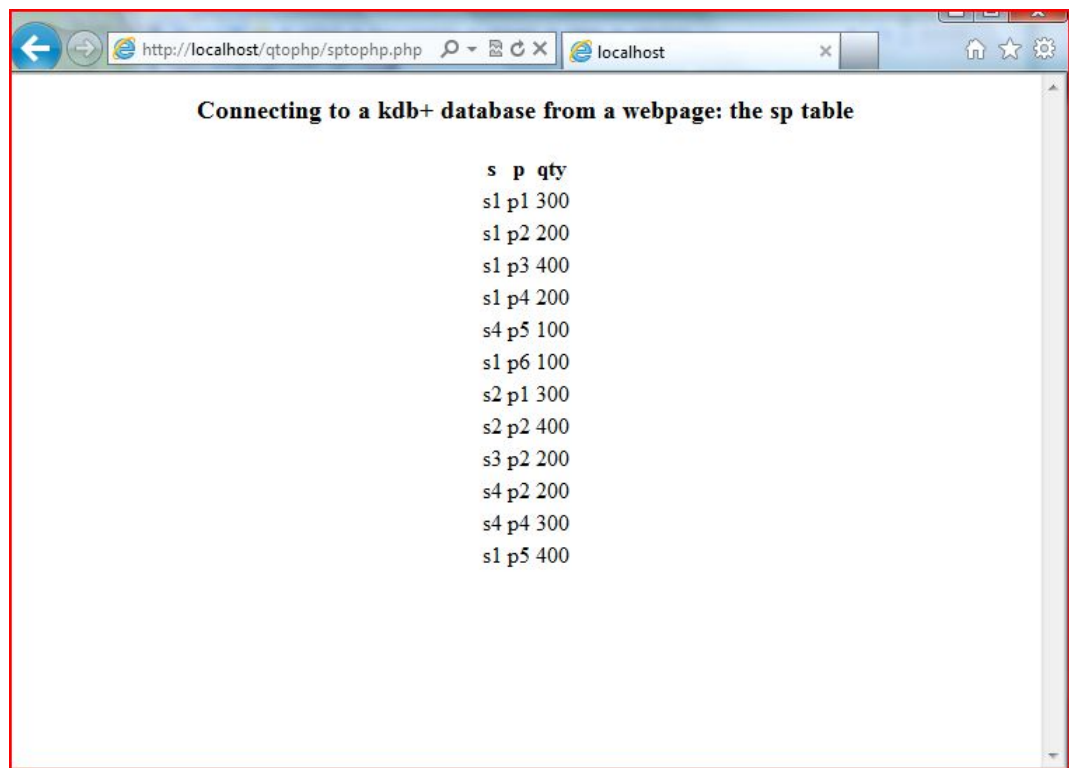 http://localhost/qtophp/sptophp.php
localhost
Connecting to a kdb+ database from a webpage: the sp table
s p qty
s1 p1 300
s1 p2 200
s1 p3 400
s1 p4 200
s4 p5 100
s1 p6 100
s2 p1 300
s2 p2 400
s3 p2 200
s4 p2 200
s4 p4 300
s1 p5 400